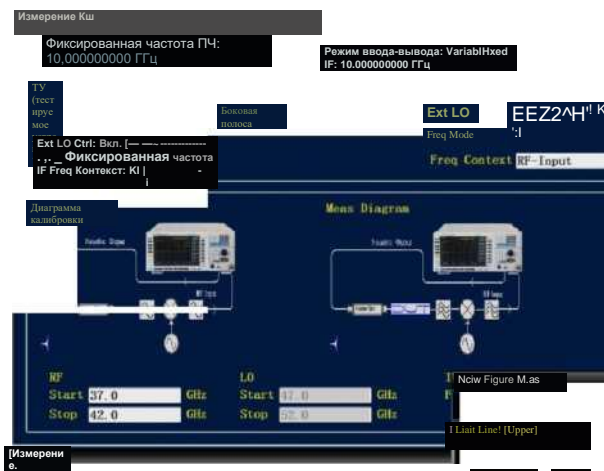 Измерение Кш
Фиксированная частота ПЧ:
10,000000000 ГГц
Режим ввода-вывода: VariablHxed
IF: 10.000000000 ГГц
ТУ
(тест
ируе
мое
Боковая
полоса
Ext LO
EEZ2^H'! K
':I
Freq Mode
Ext LO Ctrl: Вкл. [— —~ -------------
. ,. _ Фиксированная частота
IF Freq Контекст: KI | -
i
Freq Context RF-Input
Диаграмма
калибровки
Meas Diagram
RF
Start 37.0 GHz
Stop 42.0 GHz
LO
Start 47.0 GHz
Stop 52.0 GHz
Nciw Figure M.as
I Liait Line! [Upper]
[Измерени
е.